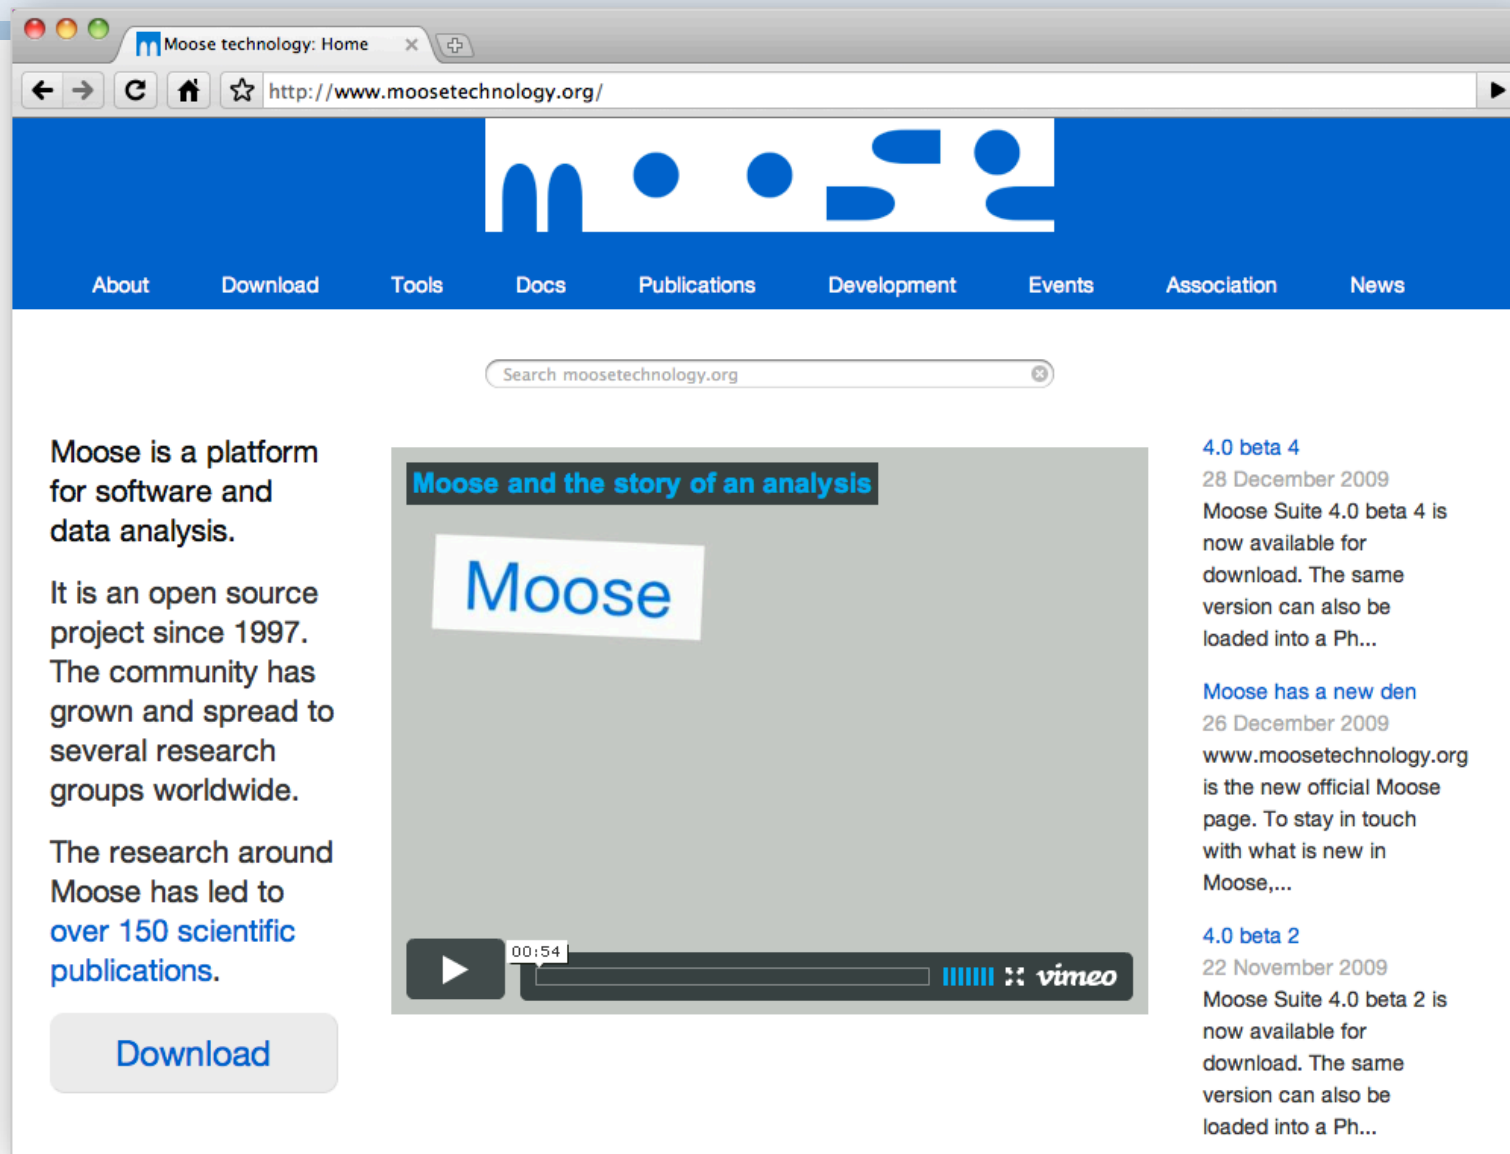 Moose technology: Home
http://www.moosetechnology.org/
moose
About Download Tools Docs Publications Development Events Association News
Search moosetechnology.org
Moose is a platform
for software and
data analysis.
It is an open source
project since 1997.
The community has
grown and spread to
several research
groups worldwide.
The research around
Moose has led to
over 150 scientific
publications.
Download
Moose and the story of an analysis
Moose
00:54
vimeo
4.0 beta 4
28 December 2009
Moose Suite 4.0 beta 4 is
now available for
download. The same
version can also be
loaded into a Ph...
Moose has a new den
26 December 2009
www.moosetechnology.org
is the new official Moose
page. To stay in touch
with what is new in
Moose,...
4.0 beta 2
22 November 2009
Moose Suite 4.0 beta 2 is
now available for
download. The same
version can also be
loaded into a Ph...